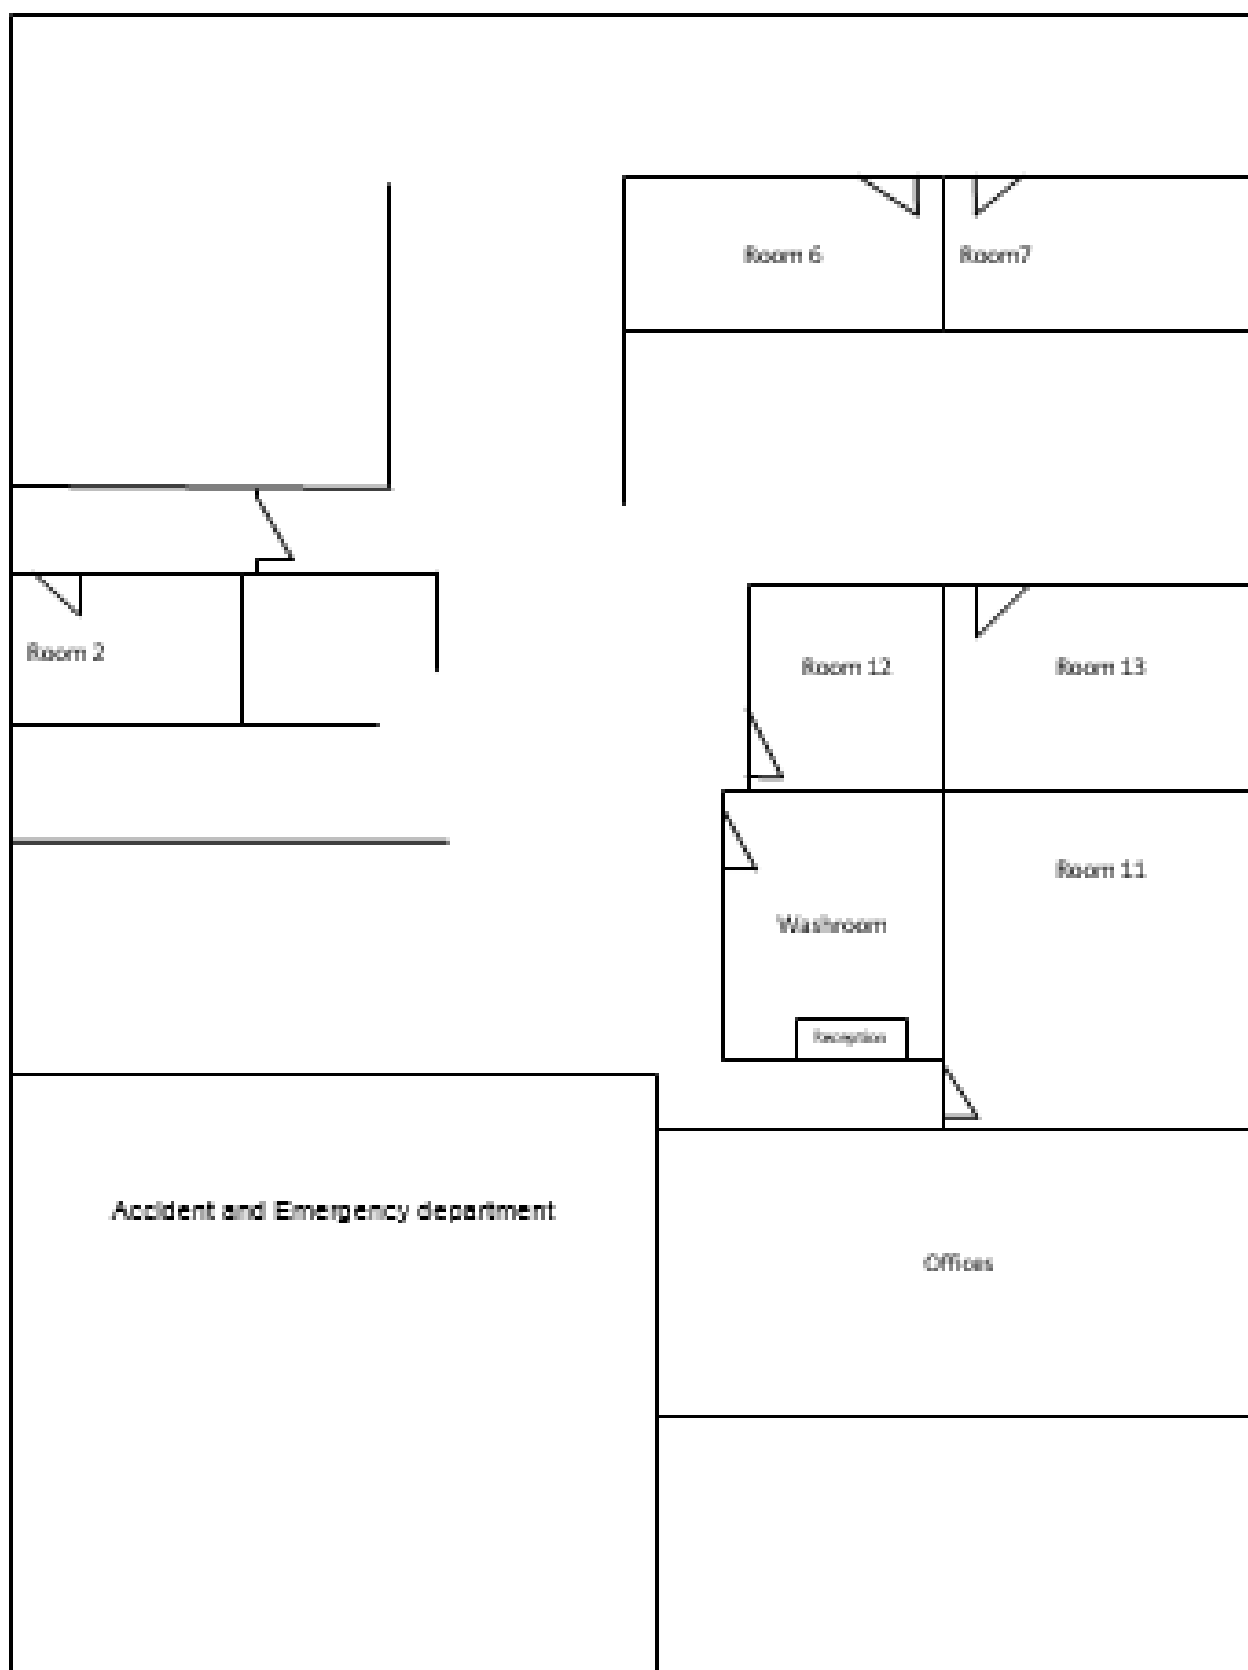 Room 6
Room7
Room 2
Room 12
Room 13
Room 11
Washroom
Reception
Accident and Emergency department
Offices